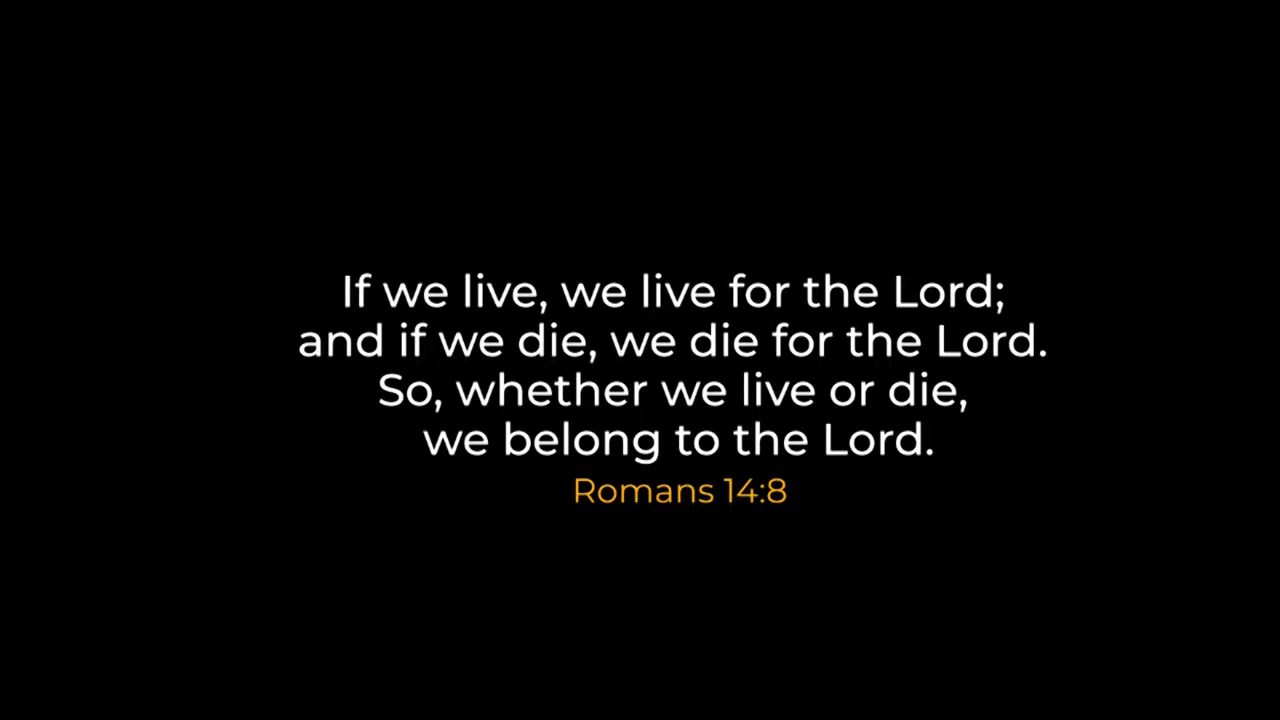 If we live, we live for the Lord;
and if we die, we die for the Lord.
So, whether we live or die,
we belong to the Lord.
Romans 14:8